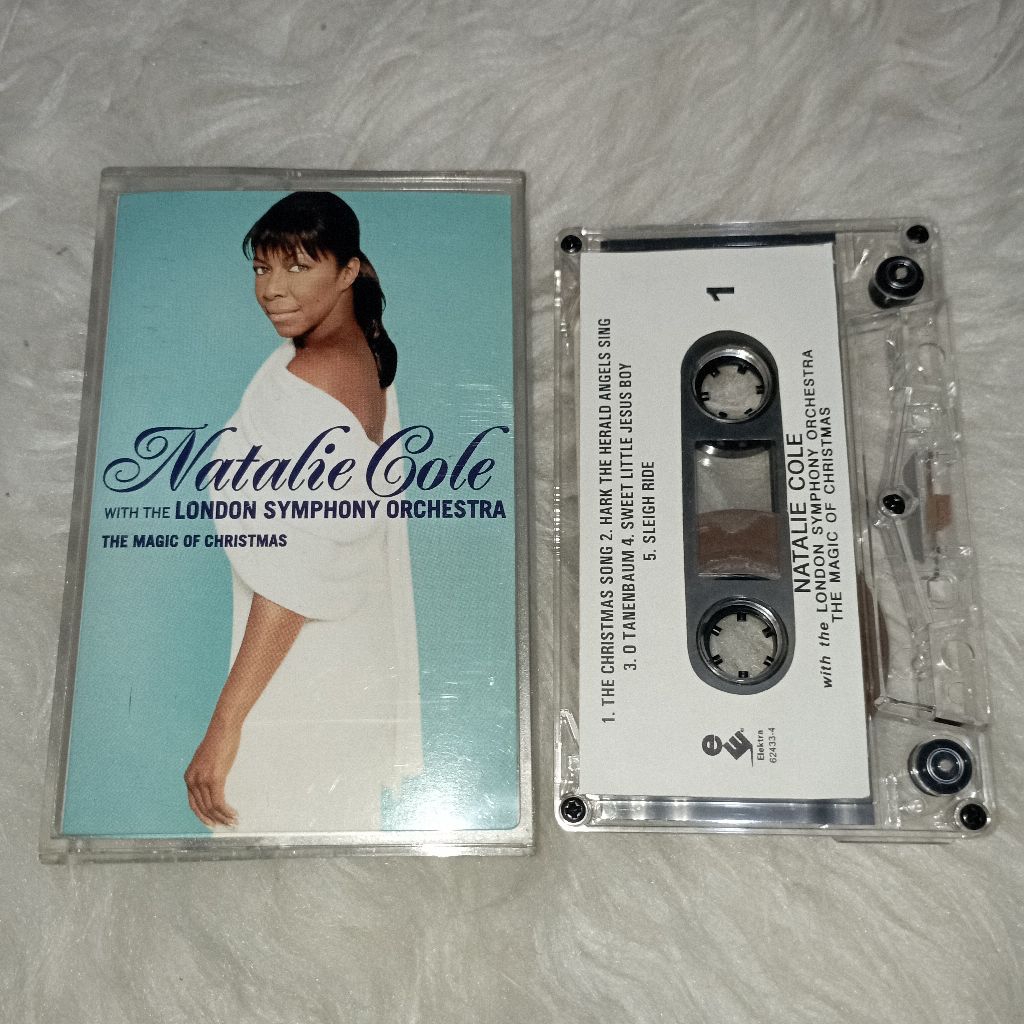 Natalie Cole
WITH THE LONDON SYMPHONY ORCHESTRA
THE MAGIC OF CHRISTMAS
1
1. THE CHRISTMAS SONG 2. HARK THE HERALD ANGELS SING
3. O TANENBAUM 4. SWEET LITTLE JESUS BOY
5. SLEIGH RIDE
NATALIE COLE
with the LONDON SYMPHONY ORCHESTRA
THE MAGIC OF CHRISTMAS
e
Elektra
62433-4